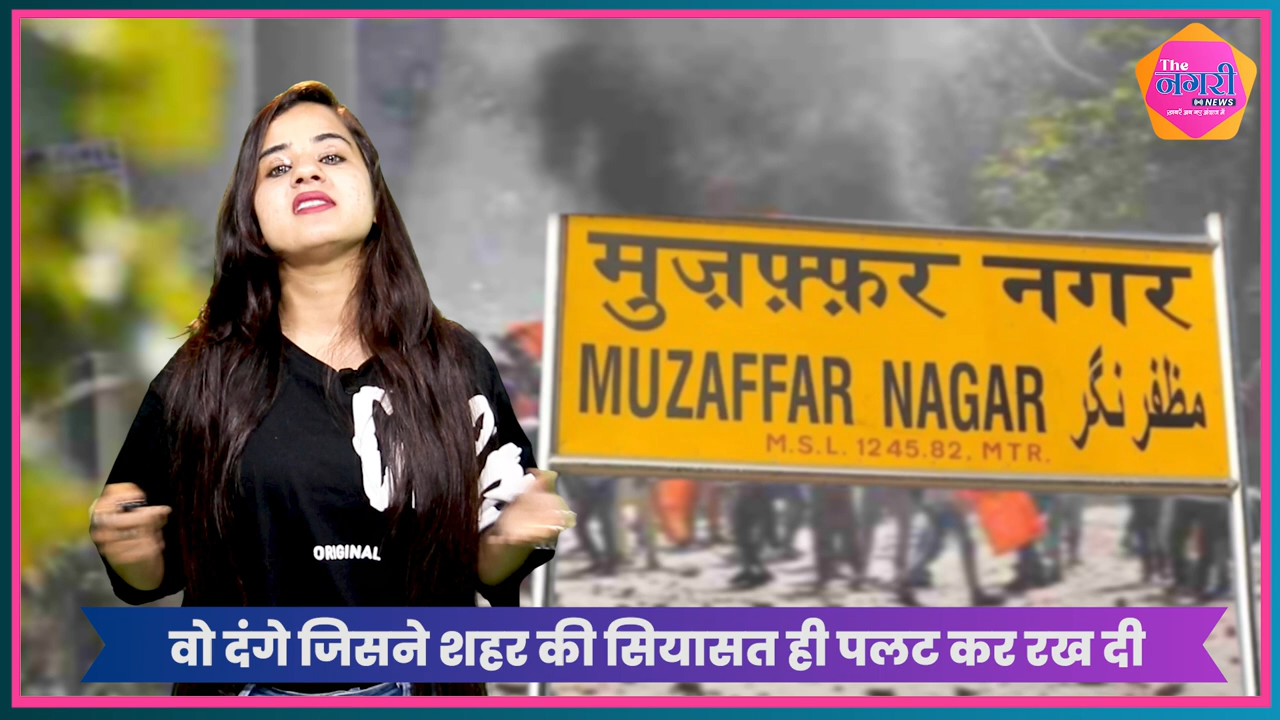 The
नगरी
NEWS
मुज़फ़्फ़र नगर
MUZAFFAR NAGAR
مظفر نگر
M.S.L. 1245.82, MTR.
ORIGINAL
वो दंगे जिसने शहर की सियासत ही पलट कर रख दी